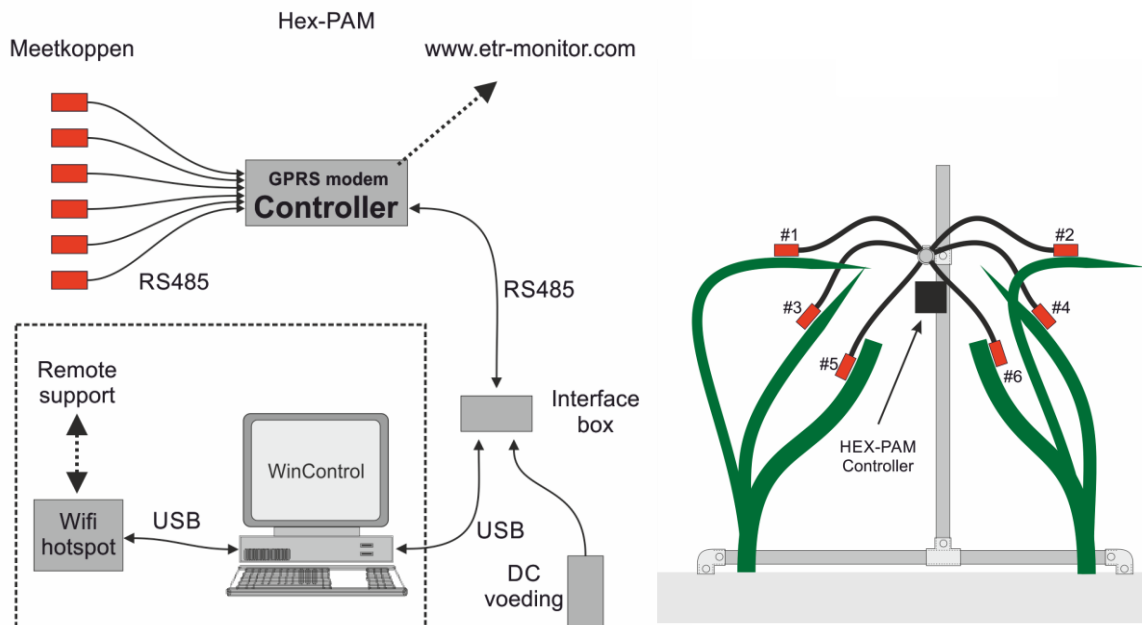 Hex-PAM
Meetkoppen
www.etr-monitor.com
GPRS modem
Controller
RS485
RS485
Remote
support
Interface
box
WinControl
Wifi
hotspot
USB
USB
DC
voeding
#1
#2
#3
#4
#5
#6
HEX-PAM
Controller